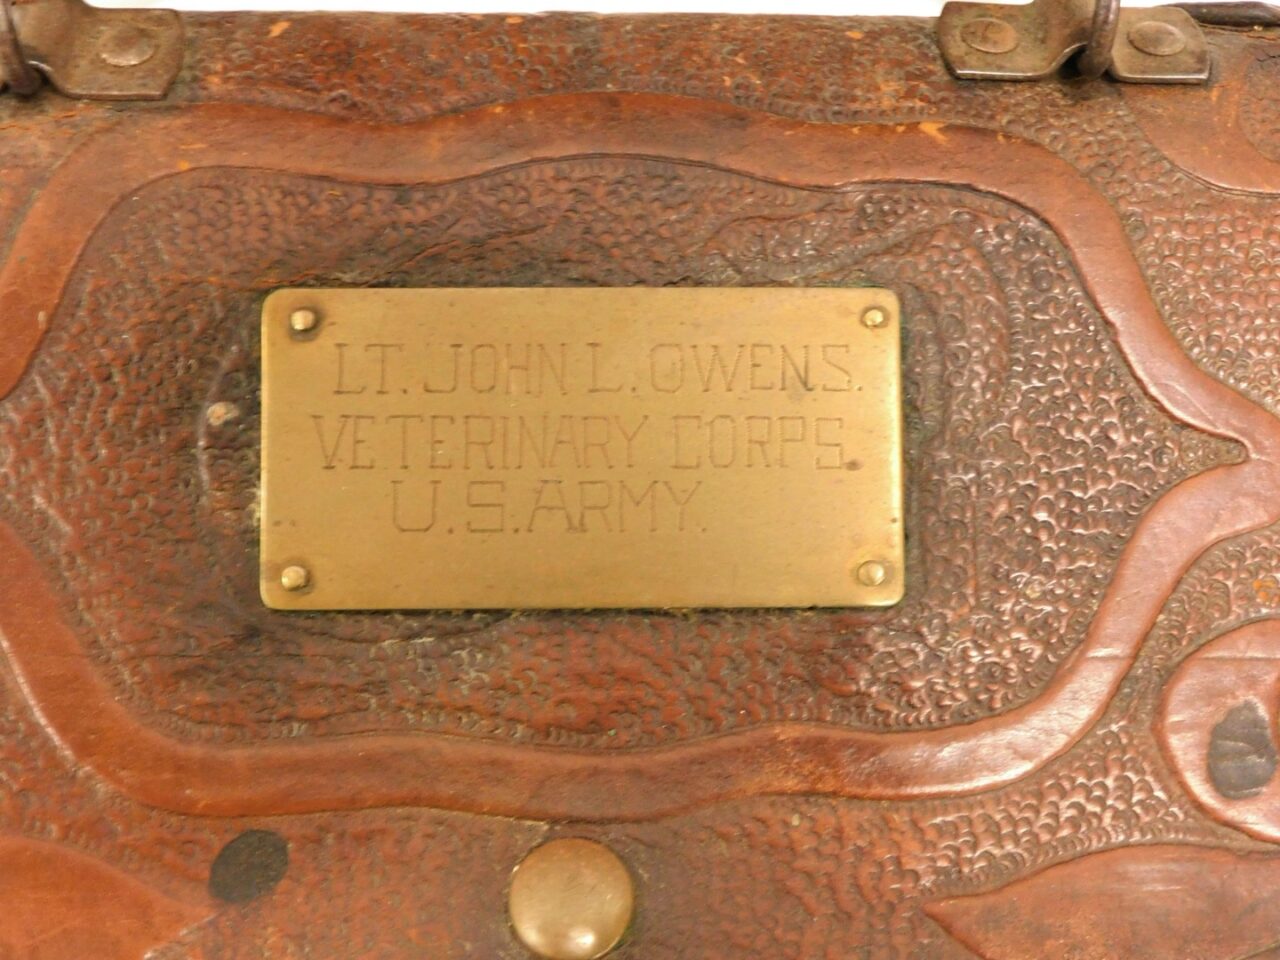 LT. JOHN L. OWENS.
VETERINARY CORPS.
U.S. ARMY.